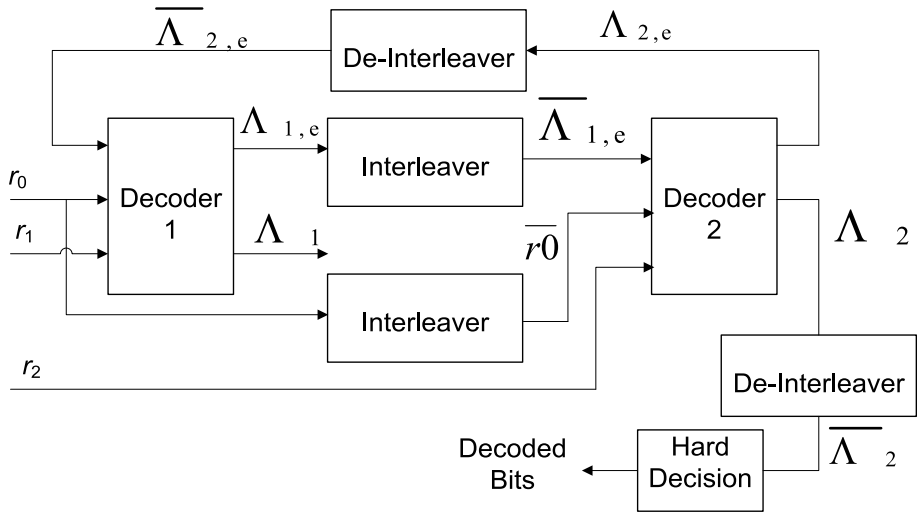 Λ̅ 2,e
De-Interleaver
Λ 2,e
Λ 1,e
Interleaver
Λ̅ 1,e
r0
Decoder
1
Decoder
2
r1
Λ 1
r̅0̅
Λ 2
Interleaver
r2
De-Interleaver
Λ̅ 2
Hard
Decision
Decoded
Bits